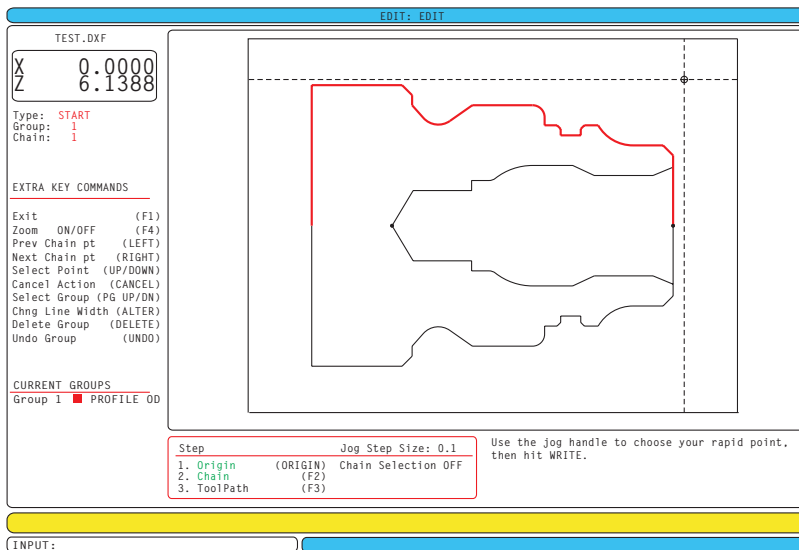 EDIT: EDIT
TEST.DXF
X 0.0000
Z 6.1388
Type: START
Group: 1
Chain: 1
EXTRA KEY COMMANDS
Exit (F1)
Zoom ON/OFF (F4)
Prev Chain pt (LEFT)
Next Chain pt (RIGHT)
Select Point (UP/DOWN)
Cancel Action (CANCEL)
Select Group (PG UP/DN)
Chng Line Width (ALTER)
Delete Group (DELETE)
Undo Group (UNDO)
CURRENT GROUPS
Group 1 PROFILE OD
Step Jog Step Size: 0.1
1. Origin (ORIGIN) Chain Selection OFF
2. Chain (F2)
3. ToolPath (F3)
Use the jog handle to choose your rapid point,
then hit WRITE.
INPUT: